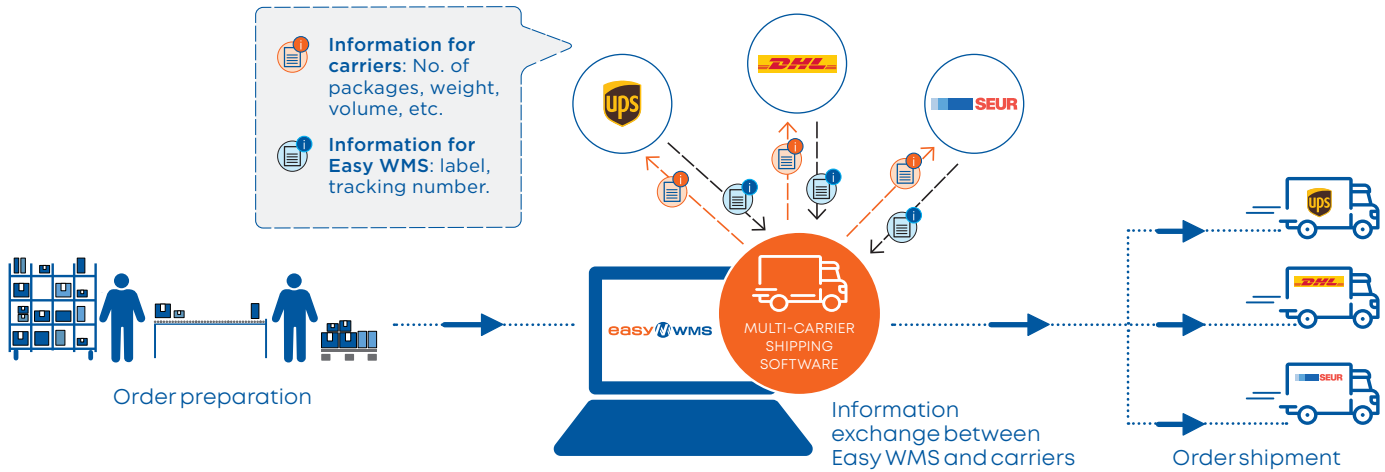 Information for
carriers: No. of
packages, weight,
volume, etc.
Information for
Easy WMS: label,
tracking number.
ups
DHL
SEUR
i
i
i
i
i
i
i
i
ups
DHL
SEUR
easy WMS
MULTI-CARRIER
SHIPPING
SOFTWARE
Order preparation
Information
exchange between
Easy WMS and carriers
Order shipment